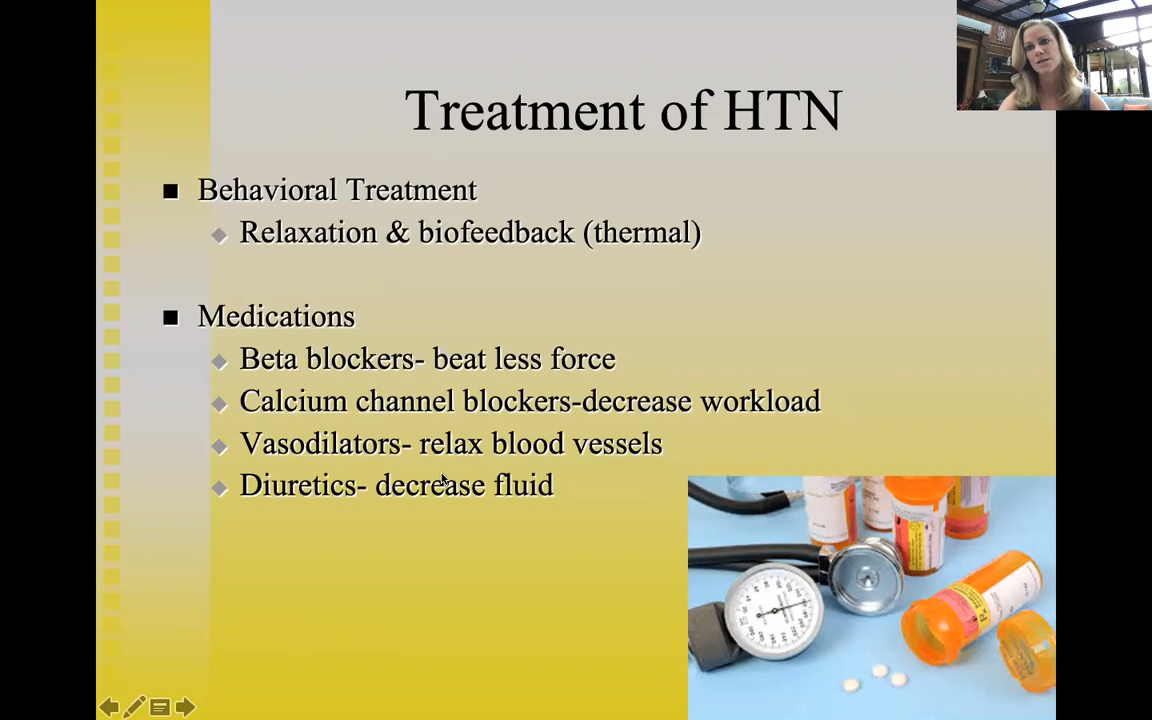 Treatment of HTN
Behavioral Treatment
Relaxation & biofeedback (thermal)
Medications
Beta blockers- beat less force
Calcium channel blockers-decrease workload
Vasodilators- relax blood vessels
Diuretics- decrease fluid